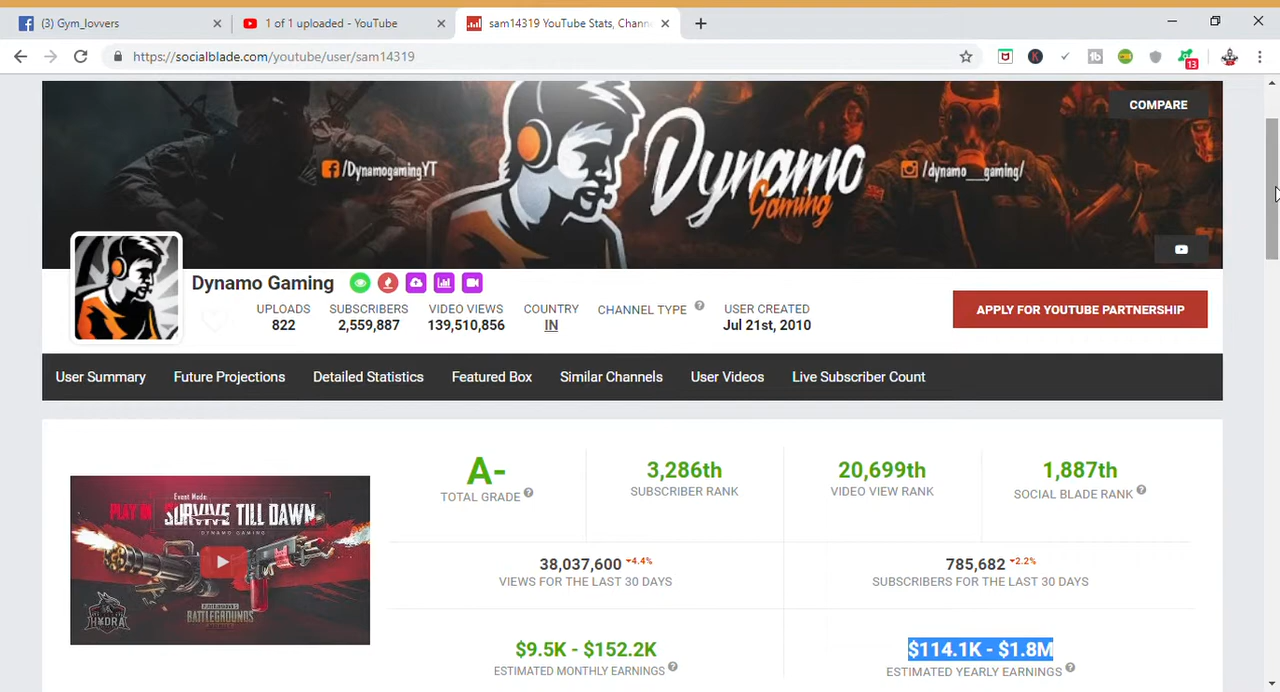 (3) Gym_lovvers
1 of 1 uploaded - YouTube
sam14319 YouTube Stats, Chann
https://socialblade.com/youtube/user/sam14319
13
COMPARE
/DynamogamingYT
Dynamo
Gaming
/dynamo__gaming/
Dynamo Gaming
UPLOADS
822
SUBSCRIBERS
2,559,887
VIDEO VIEWS
139,510,856
COUNTRY
IN
CHANNEL TYPE
USER CREATED
Jul 21st, 2010
APPLY FOR YOUTUBE PARTNERSHIP
User Summary Future Projections Detailed Statistics Featured Box Similar Channels User Videos Live Subscriber Count
Event Mode:
PLAY IN SURVIVE TILL DAWN
DYNAMO GAMING
HYDRA
BATTLEGROUNDS
A-
TOTAL GRADE
3,286th
SUBSCRIBER RANK
20,699th
VIDEO VIEW RANK
1,887th
SOCIAL BLADE RANK
38,037,600 -4.4%
VIEWS FOR THE LAST 30 DAYS
785,682 -2.2%
SUBSCRIBERS FOR THE LAST 30 DAYS
$9.5K - $152.2K
ESTIMATED MONTHLY EARNINGS
$114.1K - $1.8M
ESTIMATED YEARLY EARNINGS